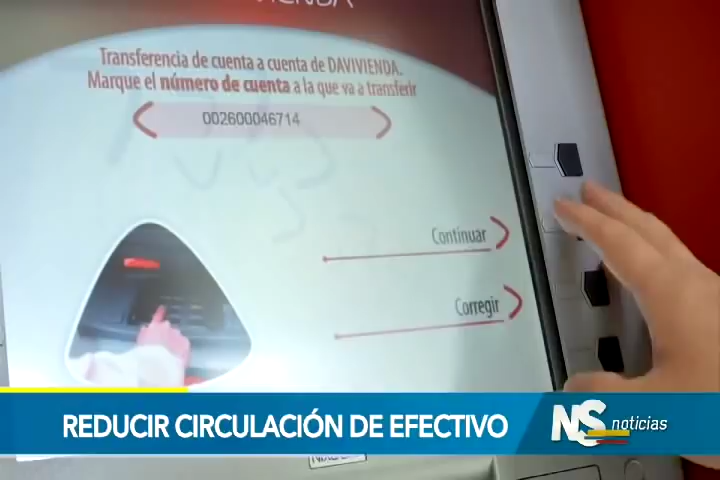 Transferencia de cuenta a cuenta de DAVIVIENDA.
Marque el número de cuenta a la que va a transferir
002600046714
Continuar
Corregir
REDUCIR CIRCULACIÓN DE EFECTIVO
NS noticias